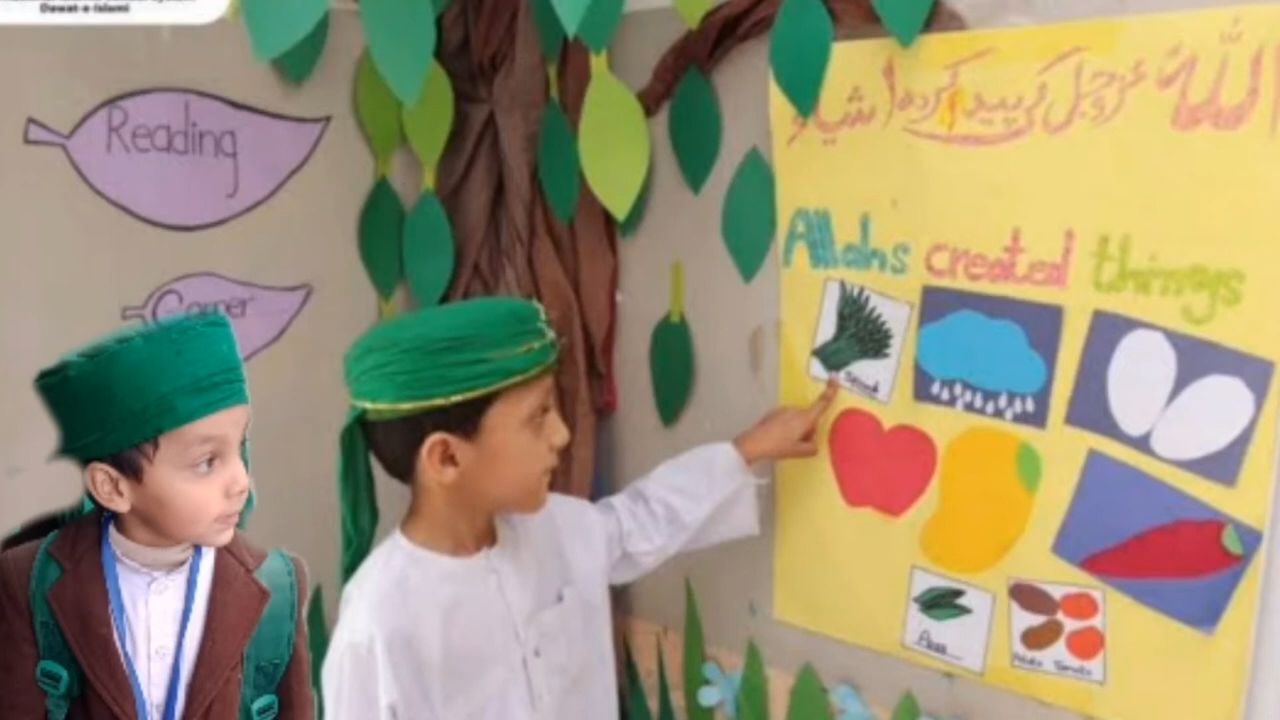 Dawat-e-Islami
Reading
Corner
اللہ عزوجل کی پیدا کردہ اشیاء
Allahs created things